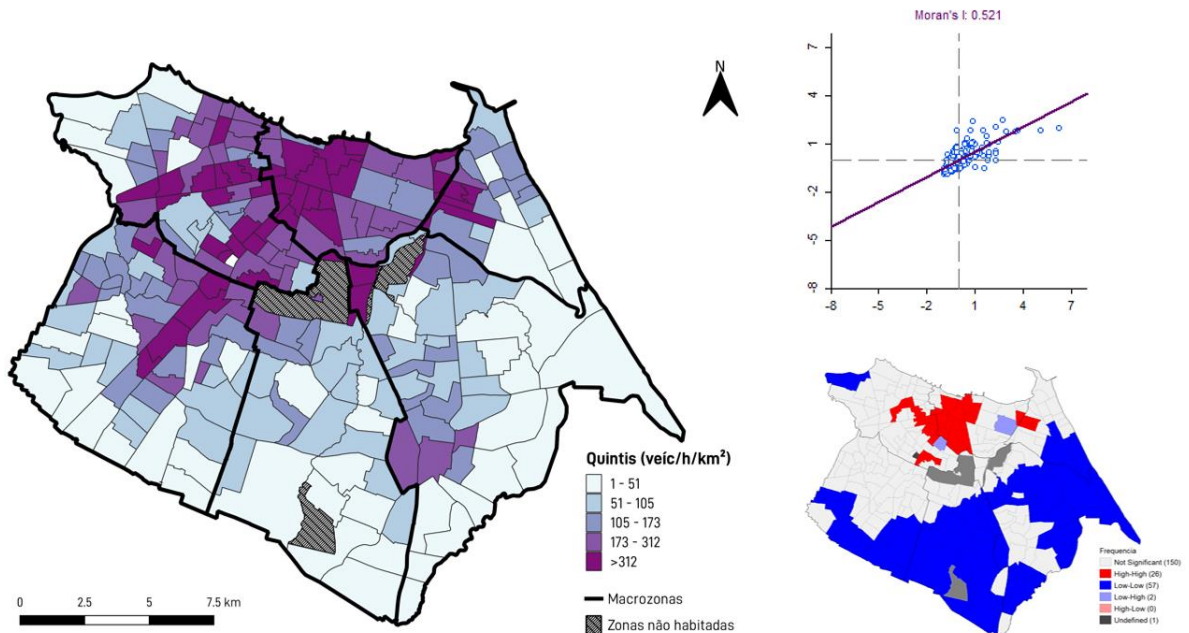 N
Quintis (veíc/h/km²)
1 - 51
51 - 105
105 - 173
173 - 312
>312
Macrozonas
Zonas não habitadas
0 2.5 5 7.5 km
Moran's I: 0.521
7
4
1
-2
-5
-8
-8 -5 -2 1 4 7
Frequencia
Not Significant (150)
High-High (26)
Low-Low (57)
Low-High (2)
High-Low (0)
Undefined (1)